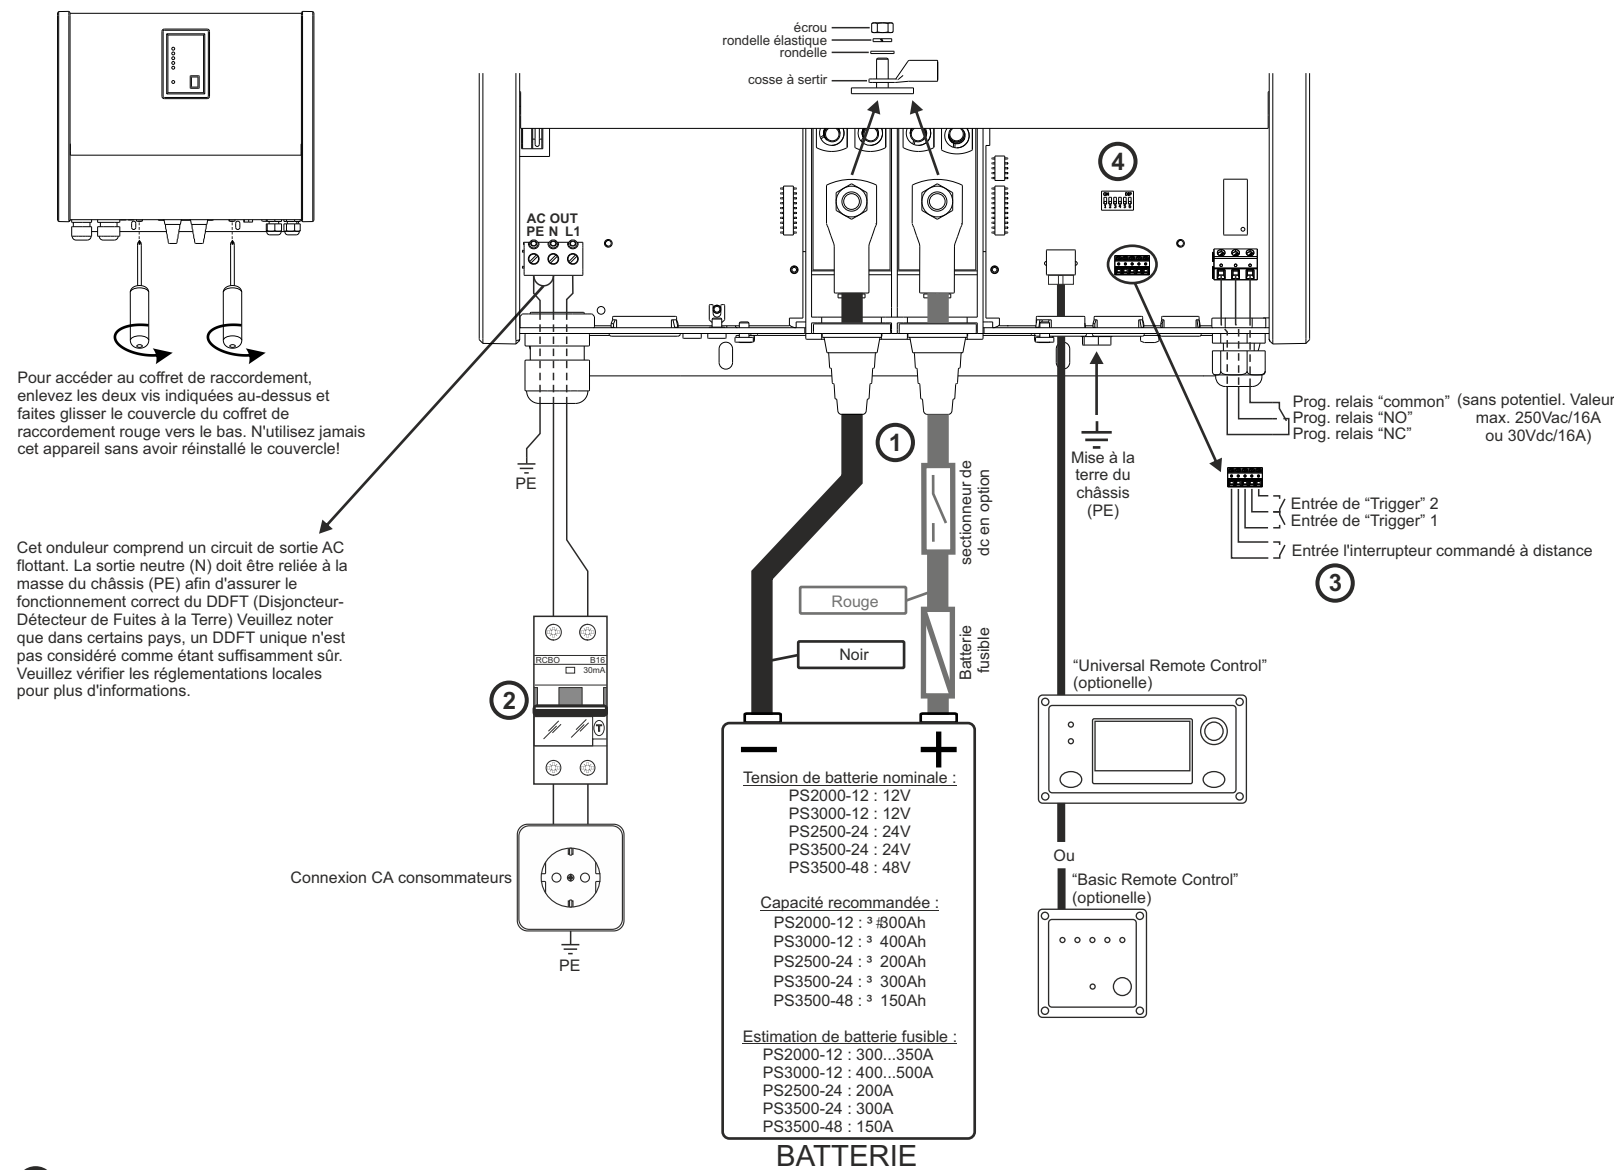 écrou
rondelle élastique
rondelle
cosse à sertir
Pour accéder au coffret de raccordement,
enlevez les deux vis indiquées au-dessus et
faites glisser le couvercle du coffret de
raccordement rouge vers le bas. N'utilisez jamais
cet appareil sans avoir réinstallé le couvercle!
AC OUT
PE N L1
PE
Cet onduleur comprend un circuit de sortie AC
flottant. La sortie neutre (N) doit être reliée à la
masse du châssis (PE) afin d'assurer le
fonctionnement correct du DDFT (Disjoncteur-
Détecteur de Fuites à la Terre) Veuillez noter
que dans certains pays, un DDFT unique n'est
pas considéré comme étant suffisamment sûr.
Veuillez vérifier les réglementations locales
pour plus d'informations.
4
1
Mise à la
terre du
châssis
(PE)
Prog. relais “common”
Prog. relais “NO”
Prog. relais “NC”
(sans potentiel. Valeur
max. 250Vac/16A
ou 30Vdc/16A)
Entrée de “Trigger” 2
Entrée de “Trigger” 1
Entrée l'interrupteur commandé à distance
3
sectionneur de
dc en option
Rouge
Noir
Batterie
fusible
2
RCBO B16
30mA
T
Connexion CA consommateurs
PE
“Universal Remote Control”
(optionelle)
Ou
“Basic Remote Control”
(optionelle)
Tension de batterie nominale :
PS2000-12 : 12V
PS3000-12 : 12V
PS2500-24 : 24V
PS3500-24 : 24V
PS3500-48 : 48V
Capacité recommandée :
PS2000-12 : ³ #300Ah
PS3000-12 : ³ 400Ah
PS2500-24 : ³ 200Ah
PS3500-24 : ³ 300Ah
PS3500-48 : ³ 150Ah
Estimation de batterie fusible :
PS2000-12 : 300...350A
PS3000-12 : 400...500A
PS2500-24 : 200A
PS3500-24 : 300A
PS3500-48 : 150A
BATTERIE